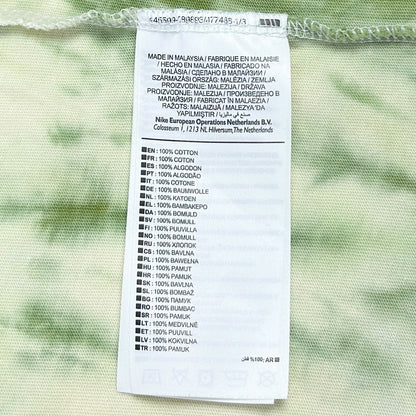 MADE IN MALAYSIA / FABRIQUE EN MALAISIE
/ HECHO EN MALASIA / FABRICADO NA
MALÁSIA / СДЕЛАНО В МАЛАЙЗИИ /
SZÁRMAZÁSI ORSZÁG: MALÉZIA / ZEMLJA
PROIZVODNJE: MALEZIJA / DRŽAVA
PROIZVODNJE: MALEZIJA / ПРОИЗВЕДЕНО В
МАЛАЙЗИЯ / FABRICAT ÎN MALAEZIA /
RAŽOTS: MALAIZIJĀ / MALEZYA'DA
YAPILMIŞTIR / صنع في ماليزيا
Nike European Operations Netherlands B.V.
Colosseum 1, 1213 NL Hilversum, The Netherlands
EN : 100% COTTON
FR : 100% COTON
ES : 100% ALGODON
PT : 100% ALGODÃO
IT : 100% COTONE
DE : 100% BAUMWOLLE
NL : 100% KATOEN
EL : 100% ΒΑΜΒΑΚΕΡΟ
DA : 100% BOMULD
SV : 100% BOMULL
FI : 100% PUUVILLA
NO : 100% BOMULL
RU : 100% ХЛОПОК
CS : 100% BAVLNA
PL : 100% BAWEŁNA
HU : 100% PAMUT
HR : 100% PAMUK
SK : 100% BAVLNA
SL : 100% BOMBAŽ
BG : 100% ПАМУК
RO : 100% BUMBAC
SR : 100% PAMUK
LT : 100% MEDVILNĖ
ET : 100% PUUVILL
LV : 100% KOKVILNA
TR : 100% PAMUK
AR : 100% قطن